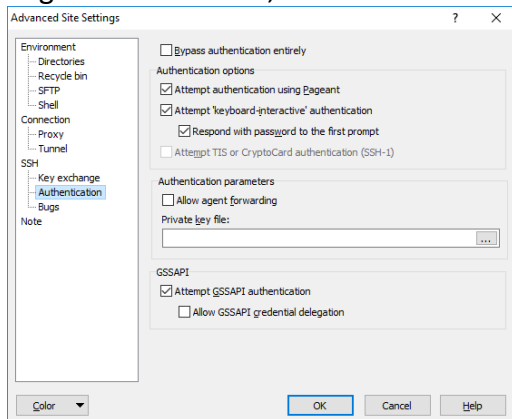 Advanced Site Settings
?
Environment
Directories
Recycle bin
SFTP
Shell
Connection
Proxy
Tunnel
SSH
Key exchange
Authentication
Bugs
Note
Bypass authentication entirely
Authentication options
Attempt authentication using Pageant
Attempt 'keyboard-interactive' authentication
Respond with password to the first prompt
Attempt TIS or CryptoCard authentication (SSH-1)
Authentication parameters
Allow agent forwarding
Private key file:
...
GSSAPI
Attempt GSSAPI authentication
Allow GSSAPI credential delegation
Color
OK
Cancel
Help